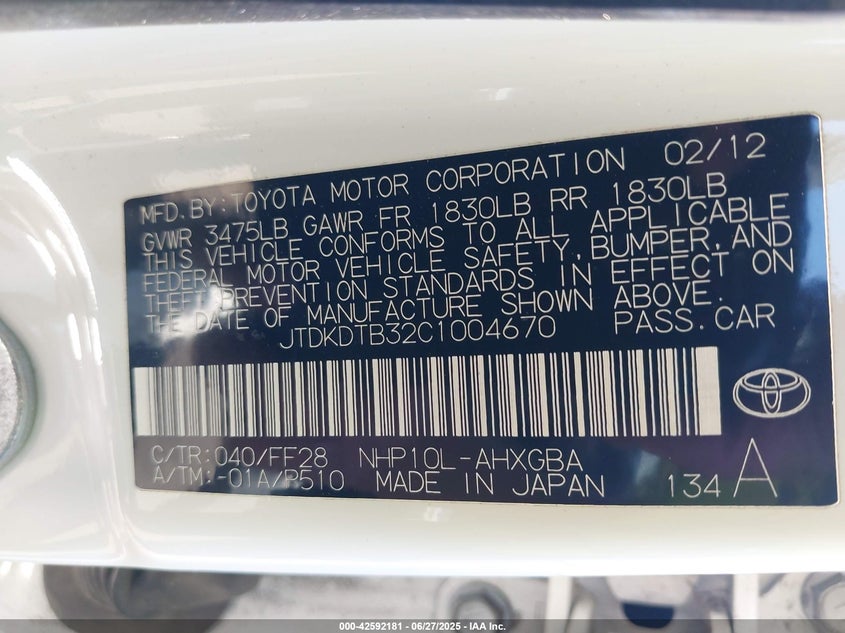 MFD. BY: TOYOTA MOTOR CORPORATION 02/12
GVWR 3475LB GAWR FR 1830LB RR 1830LB
THIS VEHICLE CONFORMS TO ALL APPLICABLE
FEDERAL MOTOR VEHICLE SAFETY, BUMPER, AND
THEFT PREVENTION STANDARDS IN EFFECT ON
THE DATE OF MANUFACTURE SHOWN ABOVE.
JTDKDTB32C1004670 PASS. CAR
C/TR: 040/FF28 NHP10L-AHXGBA
A/TM: -01A/P510 MADE IN JAPAN 134 A
000-42592181 - 06/27/2025 - IAA Inc.